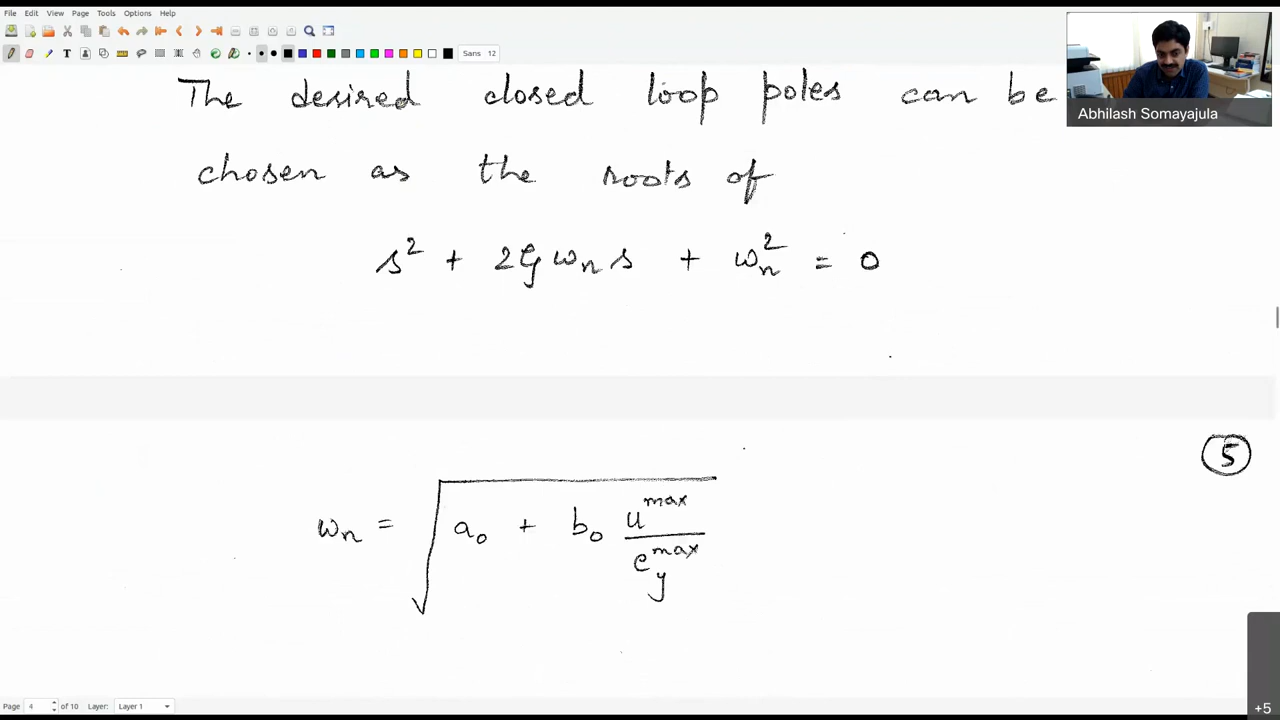 File Edit View Page Tools Options Help
Sans 12
Abhilash Somayajula
The desired closed loop poles can be
chosen as the roots of
s² + 2ζωₙs + ωₙ² = 0
5
ωₙ = √(a₀ + b₀ u^max / e_y^max)
Page 4 of 10 Layer: Layer 1
+5